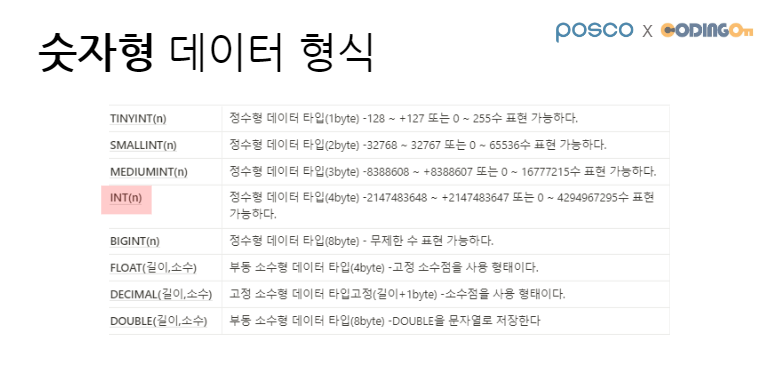 posco x CODINGOn
숫자형 데이터 형식
TINYINT(n) 정수형 데이터 타입(1byte) -128 ~ +127 또는 0 ~ 255수 표현 가능하다.
SMALLINT(n) 정수형 데이터 타입(2byte) -32768 ~ 32767 또는 0 ~ 65536수 표현 가능하다.
MEDIUMINT(n) 정수형 데이터 타입(3byte) -8388608 ~ +8388607 또는 0 ~ 16777215수 표현 가능하다.
INT(n) 정수형 데이터 타입(4byte) -2147483648 ~ +2147483647 또는 0 ~ 4294967295수 표현
가능하다.
BIGINT(n) 정수형 데이터 타입(8byte) - 무제한 수 표현 가능하다.
FLOAT(길이,소수) 부동 소수형 데이터 타입(4byte) -고정 소수점을 사용 형태이다.
DECIMAL(길이,소수) 고정 소수형 데이터 타입고정(길이+1byte) -소수점을 사용 형태이다.
DOUBLE(길이,소수) 부동 소수형 데이터 타입(8byte) -DOUBLE을 문자열로 저장한다